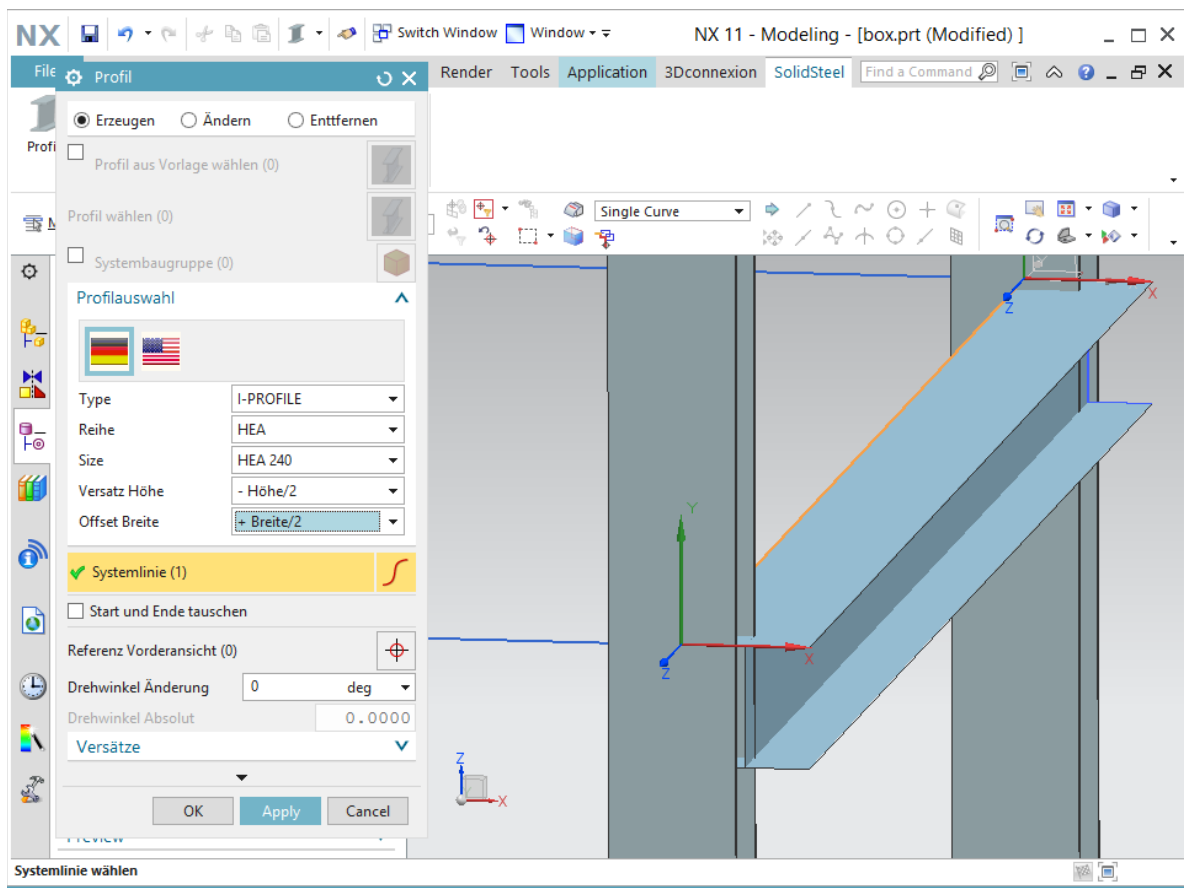 NX Switch Window Window NX 11 - Modeling - [box.prt (Modified) ]
File Render Tools Application 3Dconnexion SolidSteel Find a Command
Profil
Erzeugen Ändern Enttfernen
Profi
Profil aus Vorlage wählen (0)
Profil wählen (0)
Single Curve
Systembaugruppe (0)
Profilauswahl
Type I-PROFILE
Reihe HEA
Size HEA 240
Versatz Höhe - Höhe/2
Offset Breite + Breite/2
Systemlinie (1)
Start und Ende tauschen
Referenz Vorderansicht (0)
Drehwinkel Änderung 0 deg
Drehwinkel Absolut 0.0000
Versätze
OK Apply Cancel
X
Z
Y
X
Z
Z
X
Systemlinie wählen